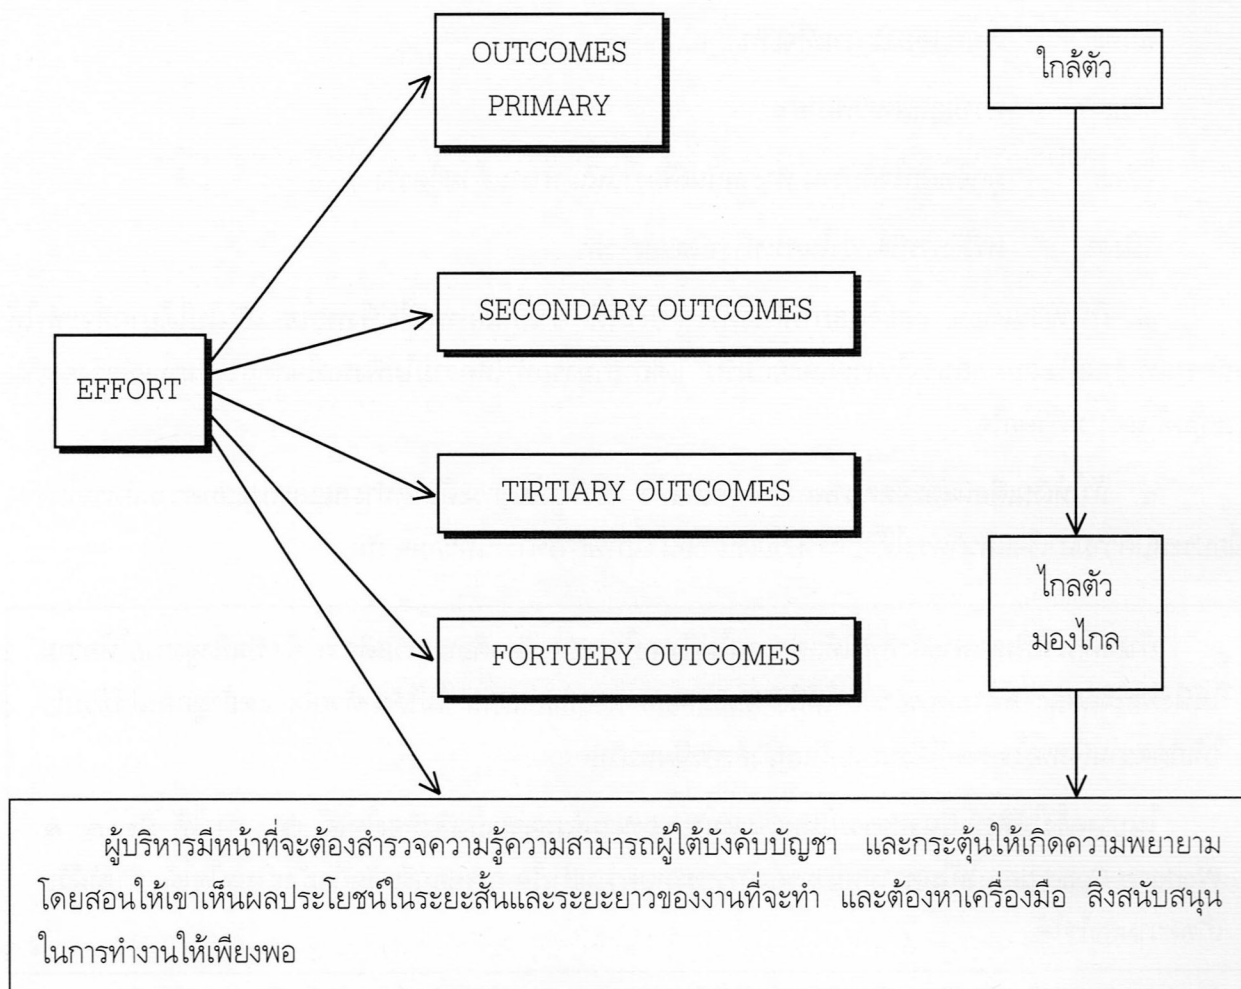 OUTCOMES
PRIMARY
ใกล้ตัว
SECONDARY OUTCOMES
EFFORT
TIRTIARY OUTCOMES
ไกลตัว
มองไกล
FORTUERY OUTCOMES
ผู้บริหารมีหน้าที่จะต้องสำรวจความรู้ความสามารถผู้ใต้บังคับบัญชา และกระตุ้นให้เกิดความพยายาม
โดยสอนให้เขาเห็นผลประโยชน์ในระยะสั้นและระยะยาวของงานที่จะทำ และต้องหาเครื่องมือ สิ่งสนับสนุน
ในการทำงานให้เพียงพอ